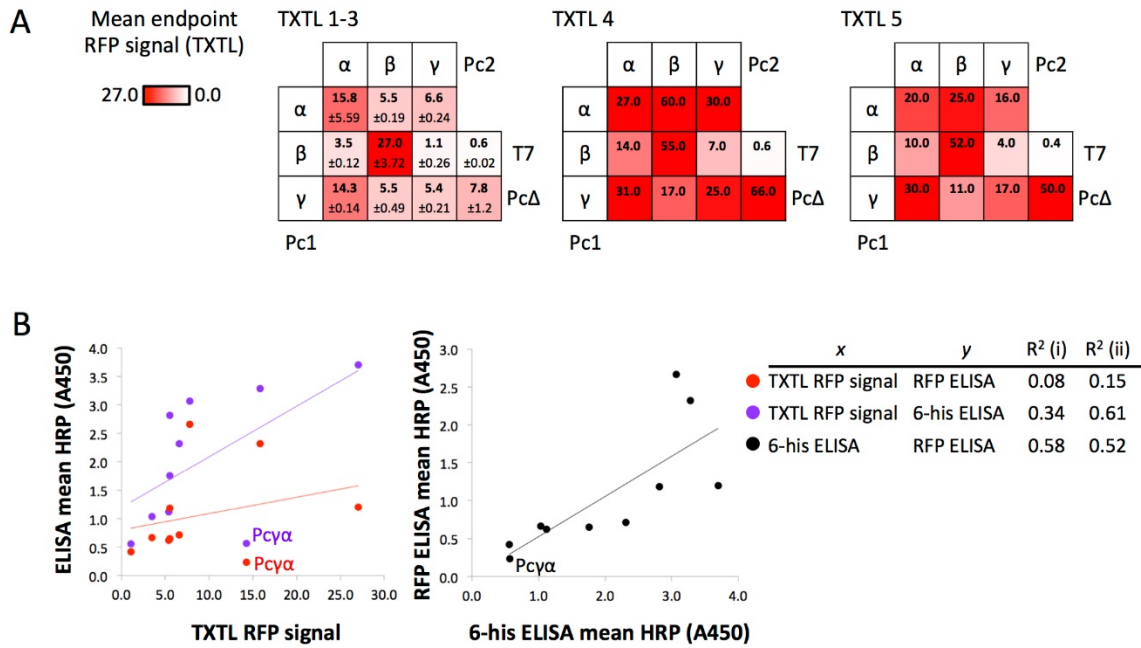 A
Mean endpoint
RFP signal (TXTL)
27.0 0.0
TXTL 1-3
α β γ Pc2
α 15.8 5.5 6.6
±5.59 ±0.19 ±0.24
β 3.5 27.0 1.1 0.6 T7
±0.12 ±3.72 ±0.26 ±0.02
γ 14.3 5.5 5.4 7.8 PcΔ
±0.14 ±0.49 ±0.21 ±1.2
Pc1
TXTL 4
α β γ Pc2
α 27.0 60.0 30.0
β 14.0 55.0 7.0 0.6 T7
γ 31.0 17.0 25.0 66.0 PcΔ
Pc1
TXTL 5
α β γ Pc2
α 20.0 25.0 16.0
β 10.0 52.0 4.0 0.4 T7
γ 30.0 11.0 17.0 50.0 PcΔ
Pc1
B
ELISA mean HRP (A450)
4.0
3.5
3.0
2.5
2.0
1.5
1.0
0.5
0.0
Pcγα
Pcγα
0.0 5.0 10.0 15.0 20.0 25.0 30.0
TXTL RFP signal
RFP ELISA mean HRP (A450)
3.0
2.5
2.0
1.5
1.0
0.5
0.0
Pcγα
0.0 1.0 2.0 3.0 4.0
6-his ELISA mean HRP (A450)
x y R² (i) R² (ii)
TXTL RFP signal RFP ELISA 0.08 0.15
TXTL RFP signal 6-his ELISA 0.34 0.61
6-his ELISA RFP ELISA 0.58 0.52